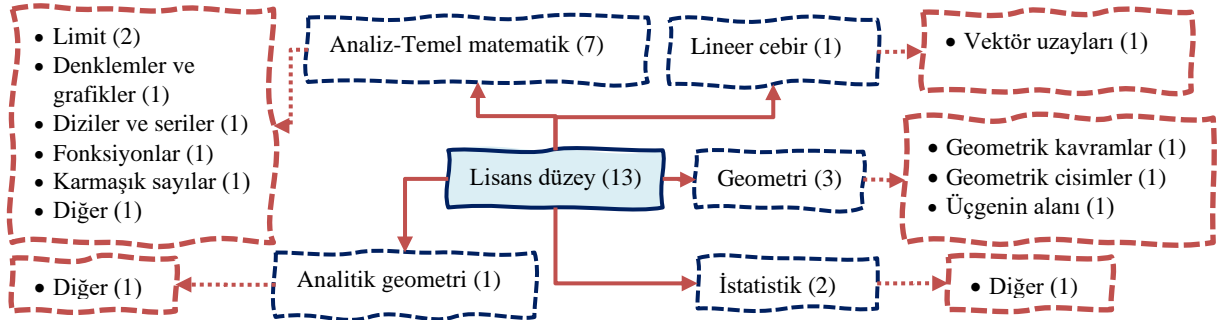 • Limit (2)
• Denklemler ve
grafikler (1)
• Diziler ve seriler (1)
• Fonksiyonlar (1)
• Karmaşık sayılar (1)
• Diğer (1)
Analiz-Temel matematik (7)
Lineer cebir (1)
• Vektör uzayları (1)
Lisans düzey (13)
Geometri (3)
• Geometrik kavramlar (1)
• Geometrik cisimler (1)
• Üçgenin alanı (1)
• Diğer (1)
Analitik geometri (1)
İstatistik (2)
• Diğer (1)